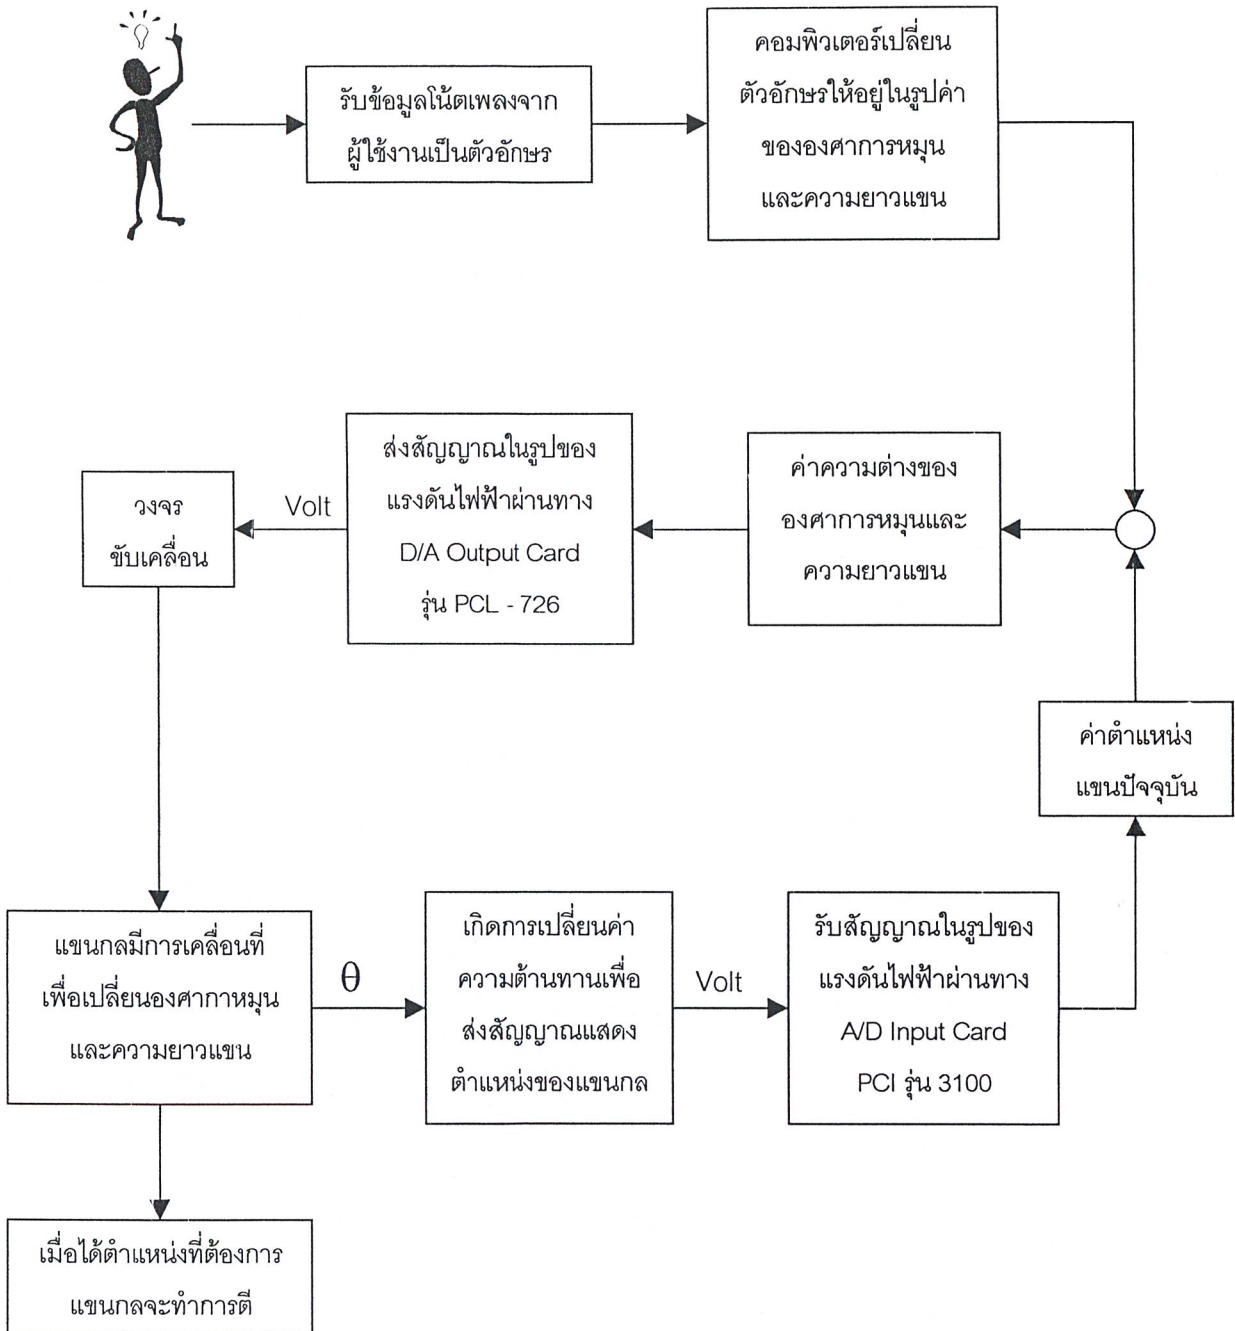 รับข้อมูลโน้ตเพลงจาก
ผู้ใช้งานเป็นตัวอักษร
คอมพิวเตอร์เปลี่ยน
ตัวอักษรให้อยู่ในรูปค่า
ขององศาการหมุน
และความยาวแขน
ค่าความต่างของ
องศาการหมุนและ
ความยาวแขน
ส่งสัญญาณในรูปของ
แรงดันไฟฟ้าผ่านทาง
D/A Output Card
รุ่น PCL - 726
Volt
วงจร
ขับเคลื่อน
แขนกลมีการเคลื่อนที่
เพื่อเปลี่ยนองศากาหมุน
และความยาวแขน
θ
เกิดการเปลี่ยนค่า
ความต้านทานเพื่อ
ส่งสัญญาณแสดง
ตำแหน่งของแขนกล
Volt
รับสัญญาณในรูปของ
แรงดันไฟฟ้าผ่านทาง
A/D Input Card
PCI รุ่น 3100
ค่าตำแหน่ง
แขนปัจจุบัน
เมื่อได้ตำแหน่งที่ต้องการ
แขนกลจะทำการตี